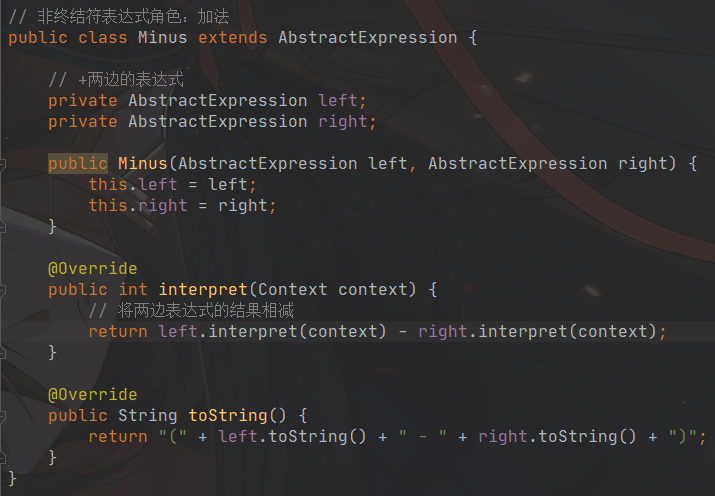 // 非终结符表达式角色：加法
public class Minus extends AbstractExpression {
// +两边的表达式
private AbstractExpression left;
private AbstractExpression right;
public Minus(AbstractExpression left, AbstractExpression right) {
this.left = left;
this.right = right;
}
@Override
public int interpret(Context context) {
// 将两边表达式的结果相减
return left.interpret(context) - right.interpret(context);
}
@Override
public String toString() {
return "(" + left.toString() + " - " + right.toString() + ")";
}
}